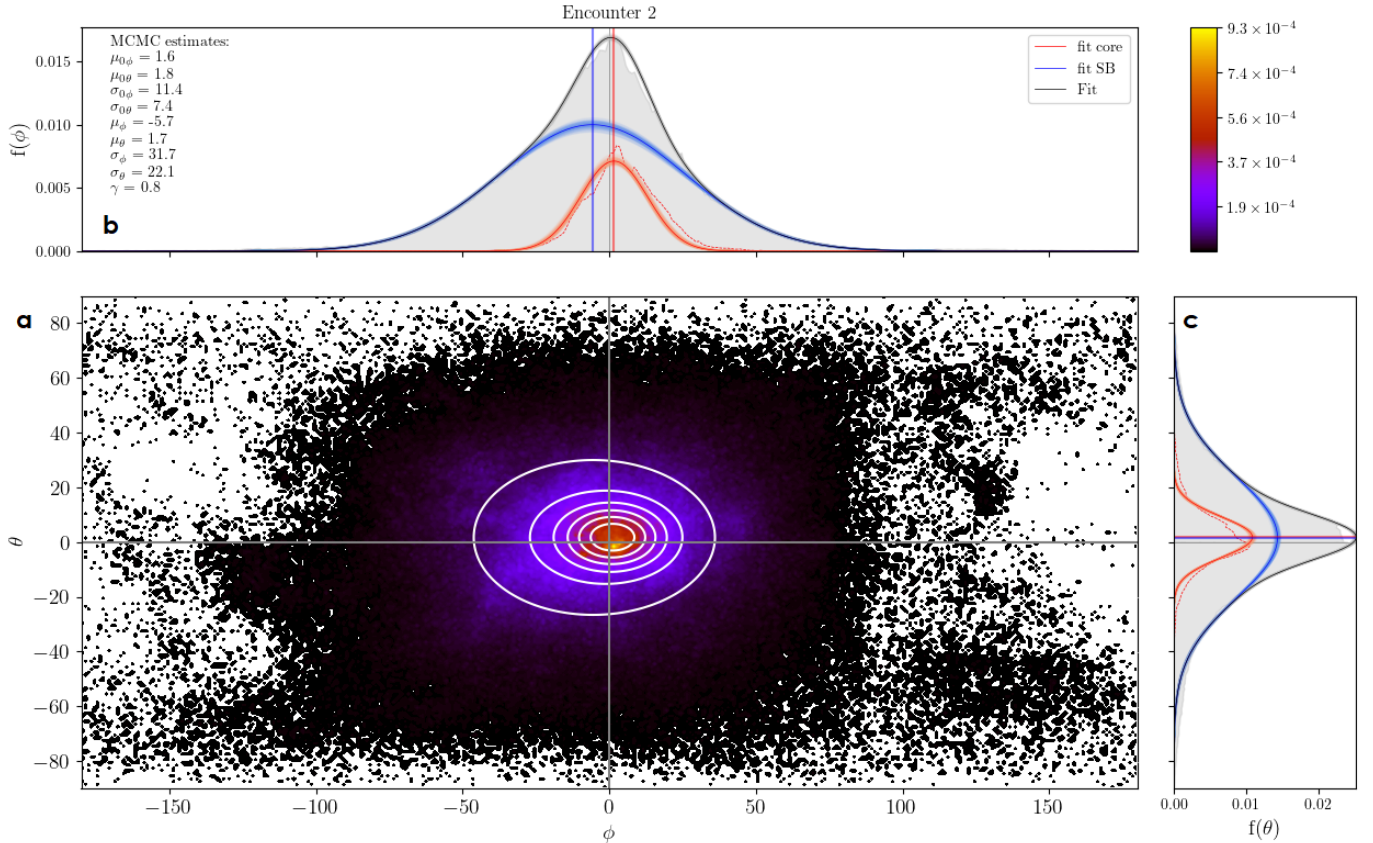 Encounter 2
MCMC estimates:
μ0ϕ = 1.6
μ0θ = 1.8
σ0ϕ = 11.4
σ0θ = 7.4
μϕ = -5.7
μθ = 1.7
σϕ = 31.7
σθ = 22.1
γ = 0.8
fit core
fit SB
Fit
0.015
0.010
0.005
0.000
f(ϕ)
b
9.3 × 10⁻⁴
7.4 × 10⁻⁴
5.6 × 10⁻⁴
3.7 × 10⁻⁴
1.9 × 10⁻⁴
a
80
60
40
20
0
−20
−40
−60
−80
θ
−150 −100 −50 0 50 100 150
ϕ
c
0.00 0.01 0.02
f(θ)